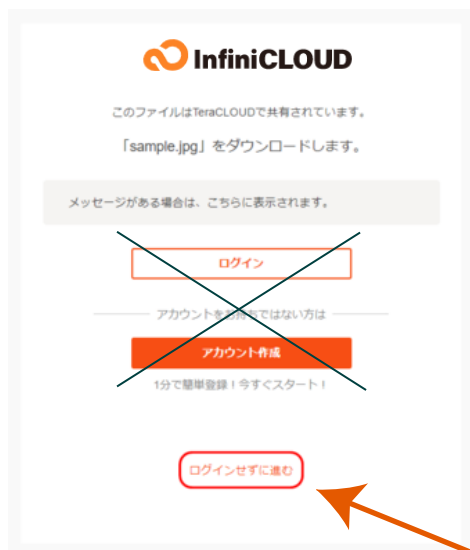 InfiniCLOUD
このファイルはTeraCLOUDで共有されています。
「sample.jpg」をダウンロードします。
メッセージがある場合は、こちらに表示されます。
ログイン
アカウントをお持ちではない方は
アカウント作成
1分で簡単登録！今すぐスタート！
ログインせずに進む